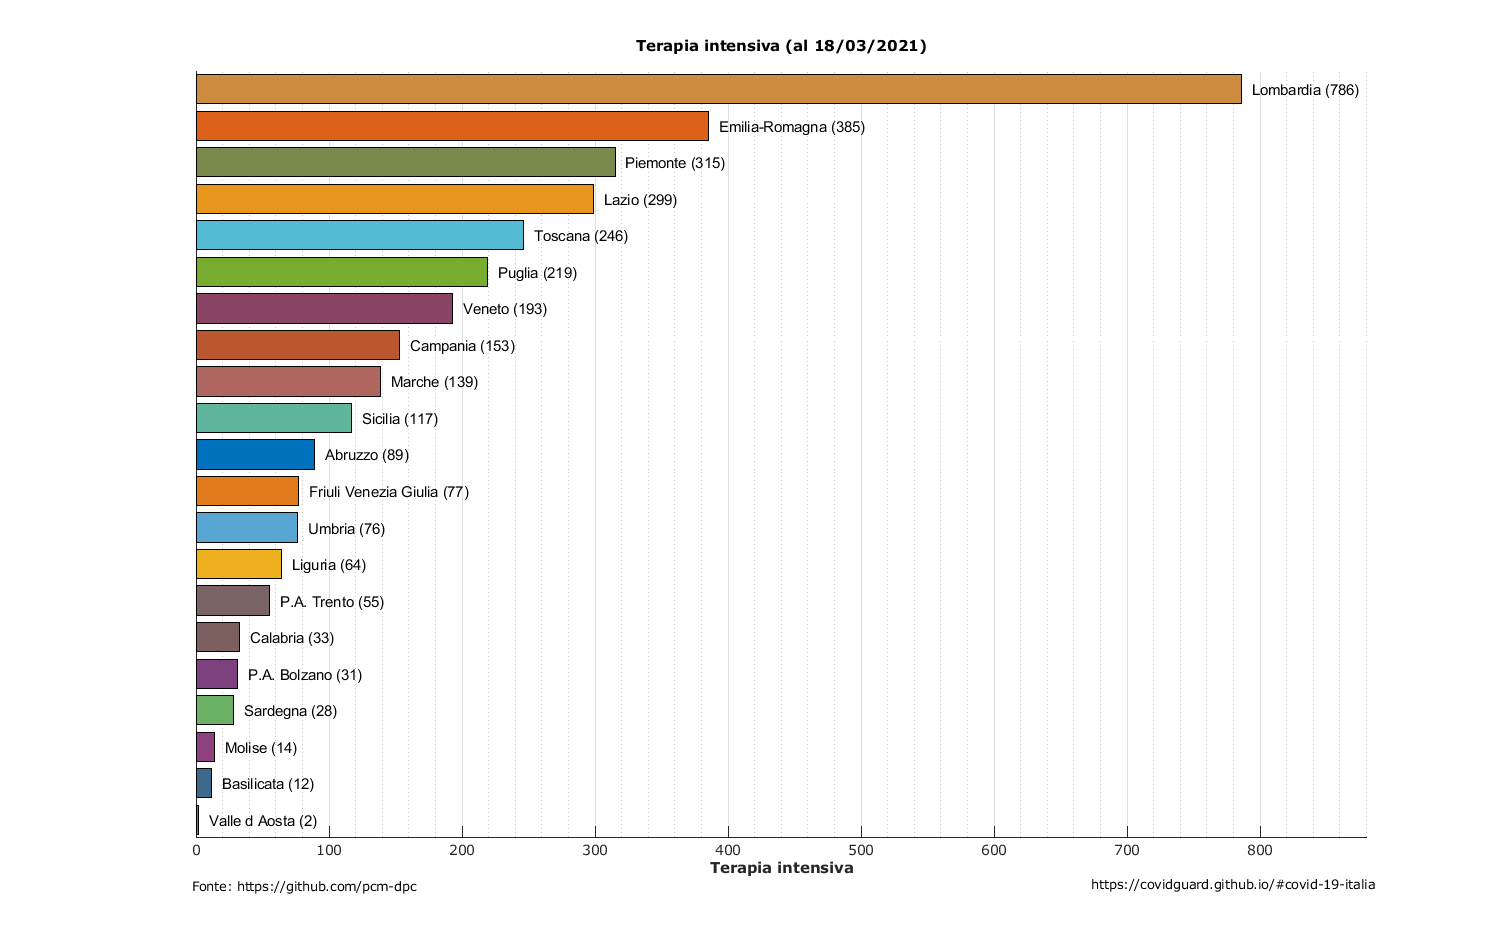 Terapia intensiva (al 18/03/2021)
Lombardia (786)
Emilia-Romagna (385)
Piemonte (315)
Lazio (299)
Toscana (246)
Puglia (219)
Veneto (193)
Campania (153)
Marche (139)
Sicilia (117)
Abruzzo (89)
Friuli Venezia Giulia (77)
Umbria (76)
Liguria (64)
P.A. Trento (55)
Calabria (33)
P.A. Bolzano (31)
Sardegna (28)
Molise (14)
Basilicata (12)
Valle d Aosta (2)
0 100 200 300 400 500 600 700 800
Terapia intensiva
Fonte: https://github.com/pcm-dpc
https://covidguard.github.io/#covid-19-italia